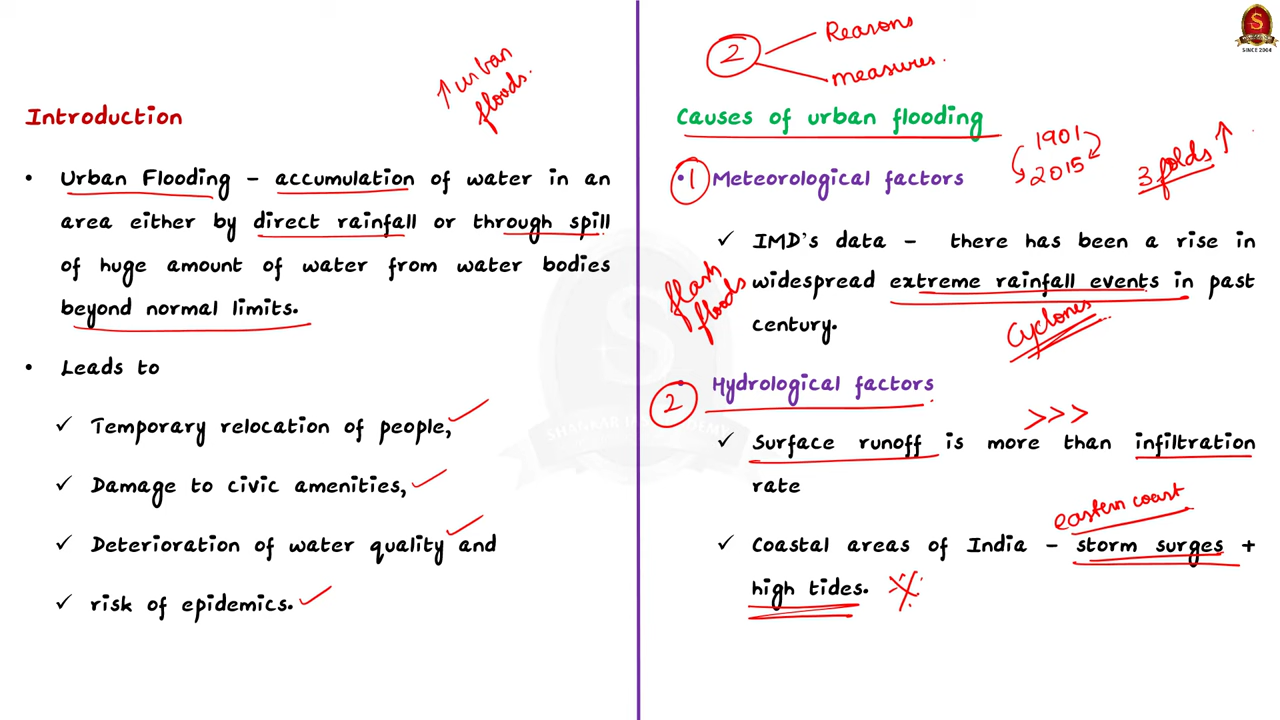 ↑ urban
floods.
Introduction
• Urban Flooding – accumulation of water in an
area either by direct rainfall or through spill
of huge amount of water from water bodies
beyond normal limits.
• Leads to
✓ Temporary relocation of people,
✓ Damage to civic amenities,
✓ Deterioration of water quality and
✓ risk of epidemics.
2
Reasons
measures.
Causes of urban flooding
1901
2015
3 folds ↑
1 • Meteorological factors
✓ IMD's data – there has been a rise in
widespread extreme rainfall events in past
century.
flash
floods
Cyclones
2 • Hydrological factors
>>>
✓ Surface runoff is more than infiltration
rate
eastern coast
✓ Coastal areas of India – storm surges +
high tides.
S
SINCE 2004